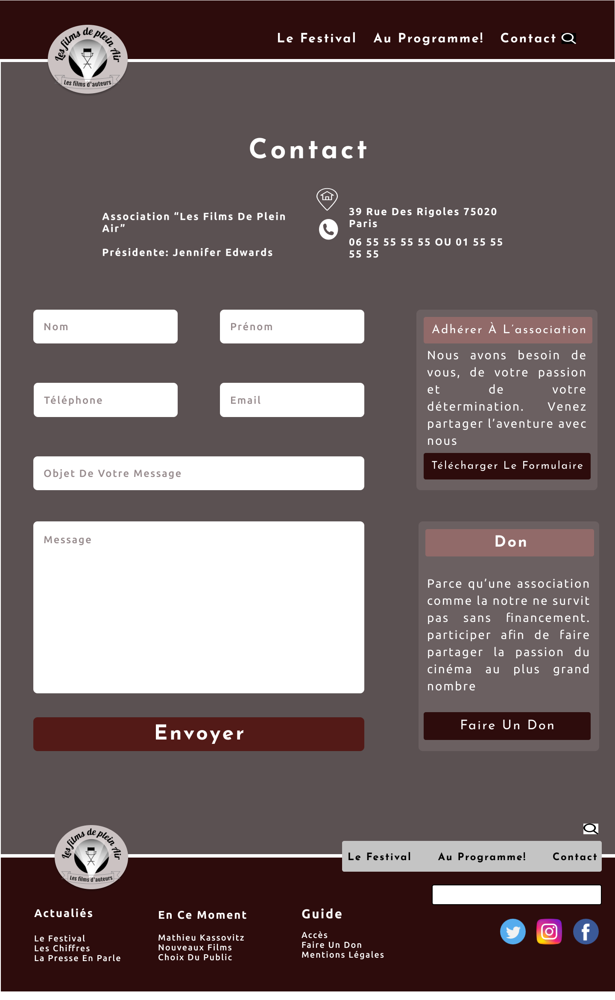 Le Festival Au Programme! Contact
Les films de plein Air
Les films d'auteurs
Contact
Association “Les Films De Plein
Air”
Présidente: Jennifer Edwards
39 Rue Des Rigoles 75020
Paris
06 55 55 55 55 OU 01 55 55
55 55
Nom
Prénom
Téléphone
Email
Objet De Votre Message
Message
Envoyer
Adhérer À L’association
Nous avons besoin de
vous, de votre passion
et de votre
détermination. Venez
partager l’aventure avec
nous
Télécharger Le Formulaire
Don
Parce qu’une association
comme la notre ne survit
pas sans financement.
participer afin de faire
partager la passion du
cinéma au plus grand
nombre
Faire Un Don
Les films de plein Air
Les films d'auteurs
Le Festival Au Programme! Contact
Actualiés
Le Festival
Les Chiffres
La Presse En Parle
En Ce Moment
Mathieu Kassovitz
Nouveaux Films
Choix Du Public
Guide
Accès
Faire Un Don
Mentions Légales